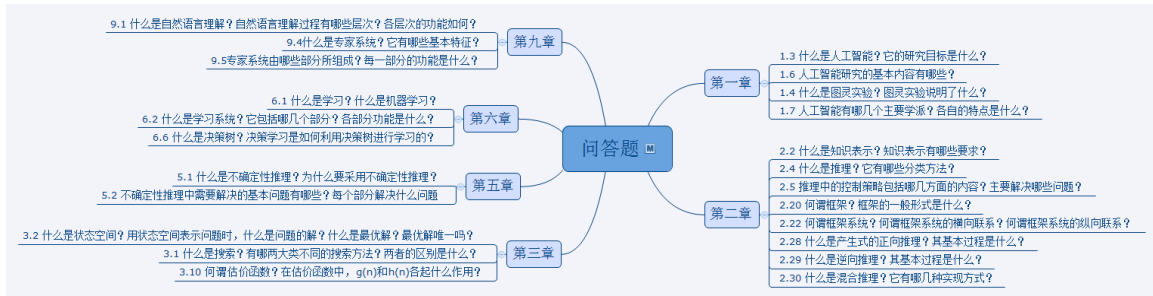 问答题
第一章
1.3 什么是人工智能？它的研究目标是什么？
1.6 人工智能研究的基本内容有哪些？
1.4 什么是图灵实验？图灵实验说明了什么？
1.7 人工智能有哪几个主要学派？各自的特点是什么？
第二章
2.2 什么是知识表示？知识表示有哪些要求？
2.4 什么是推理？它有哪些分类方法？
2.5 推理中的控制策略包括哪几方面的内容？主要解决哪些问题？
2.20 何谓框架？框架的一般形式是什么？
2.22 何谓框架系统？何谓框架系统的横向联系？何谓框架系统的纵向联系？
2.28 什么是产生式的正向推理？其基本过程是什么？
2.29 什么是逆向推理？其基本过程是什么？
2.30 什么是混合推理？它有哪几种实现方式？
第三章
3.2 什么是状态空间？用状态空间表示问题时，什么是问题的解？什么是最优解？最优解唯一吗？
3.1 什么是搜索？有哪两大类不同的搜索方法？两者的区别是什么？
3.10 何谓估价函数？在估价函数中，g(n)和h(n)各起什么作用？
第五章
5.1 什么是不确定性推理？为什么要采用不确定性推理？
5.2 不确定性推理中需要解决的基本问题有哪些？每个部分解决什么问题
第六章
6.1 什么是学习？什么是机器学习？
6.2 什么是学习系统？它包括哪几个部分？各部分功能是什么？
6.6 什么是决策树？决策学习是如何利用决策树进行学习的？
第九章
9.1 什么是自然语言理解？自然语言理解过程有哪些层次？各层次的功能如何？
9.4什么是专家系统？它有哪些基本特征？
9.5专家系统由哪些部分所组成？每一部分的功能是什么？